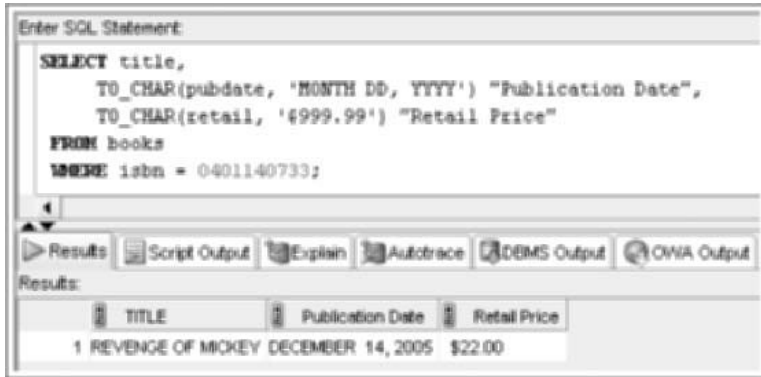 Enter SQL Statement:
SELECT title,
TO_CHAR(pubdate, 'MONTH DD, YYYY') "Publication Date",
TO_CHAR(retail, '$999.99') "Retail Price"
FROM books
WHERE isbn = 0401140733;
Results Script Output Explain Autotrace DBMS Output OWA Output
Results:
TITLE Publication Date Retail Price
1 REVENGE OF MICKEY DECEMBER 14, 2005 $22.00